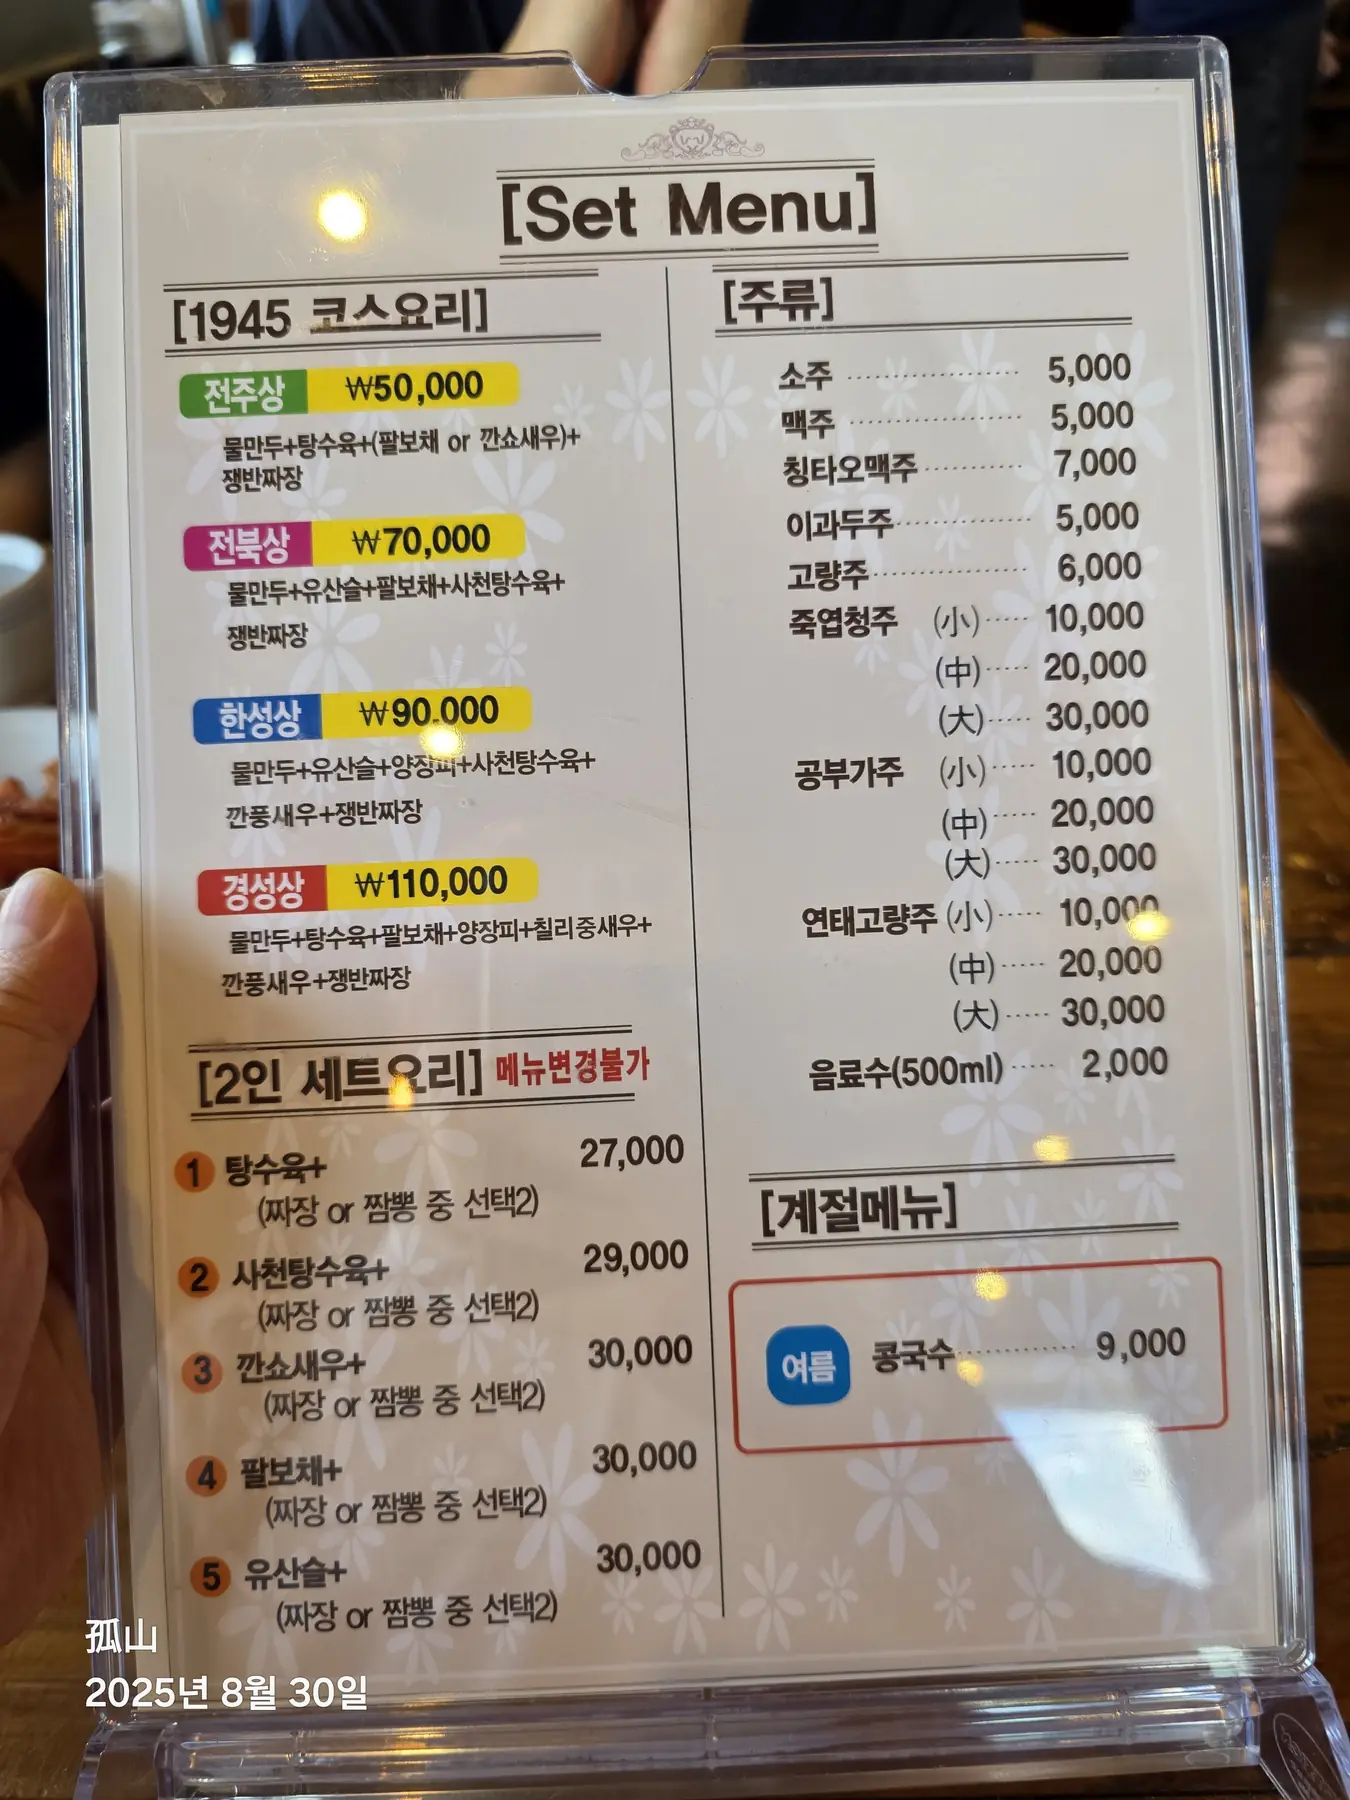 [Set Menu]
[1945 코스요리]
전주상 ₩50,000
물만두+탕수육+(팔보채 or 깐쇼새우)+
쟁반짜장
전북상 ₩70,000
물만두+유산슬+팔보채+사천탕수육+
쟁반짜장
한성상 ₩90,000
물만두+유산슬+양장피+사천탕수육+
깐풍새우+쟁반짜장
경성상 ₩110,000
물만두+탕수육+팔보채+양장피+칠리중새우+
깐풍새우+쟁반짜장
[2인 세트요리] 메뉴변경불가
1 탕수육+ 27,000
(짜장 or 짬뽕 중 선택2)
2 사천탕수육+ 29,000
(짜장 or 짬뽕 중 선택2)
3 깐쇼새우+ 30,000
(짜장 or 짬뽕 중 선택2)
4 팔보채+ 30,000
(짜장 or 짬뽕 중 선택2)
5 유산슬+ 30,000
(짜장 or 짬뽕 중 선택2)
[주류]
소주 5,000
맥주 5,000
칭타오맥주 7,000
이과두주 5,000
고량주 6,000
죽엽청주 (小) 10,000
(中) 20,000
(大) 30,000
공부가주 (小) 10,000
(中) 20,000
(大) 30,000
연태고량주 (小) 10,000
(中) 20,000
(大) 30,000
음료수(500ml) 2,000
[계절메뉴]
여름 콩국수 9,000
孤山
2025년 8월 30일